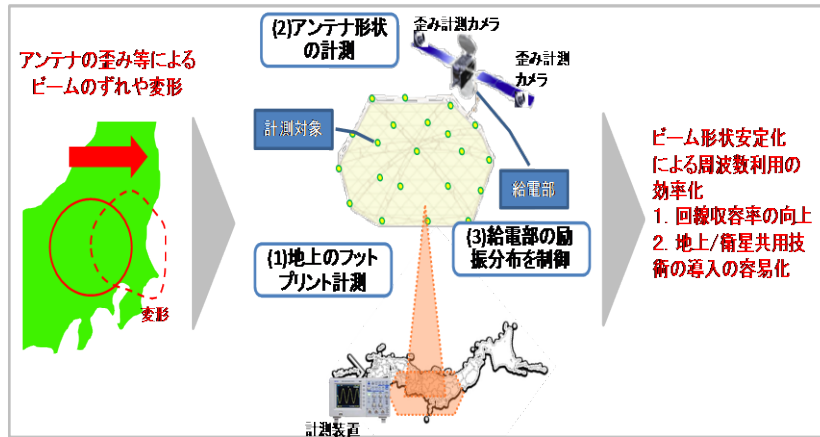 アンテナの歪み等による
ビームのずれや変形
変形
(2)アンテナ形状
の計測
歪み計測カメラ
歪み計測
カメラ
計測対象
給電部
(1)地上のフット
プリント計測
(3)給電部の励
振分布を制御
計測装置
ビーム形状安定化
による周波数利用の
効率化
1. 回線収容率の向上
2. 地上/衛星共用技
術の導入の容易化